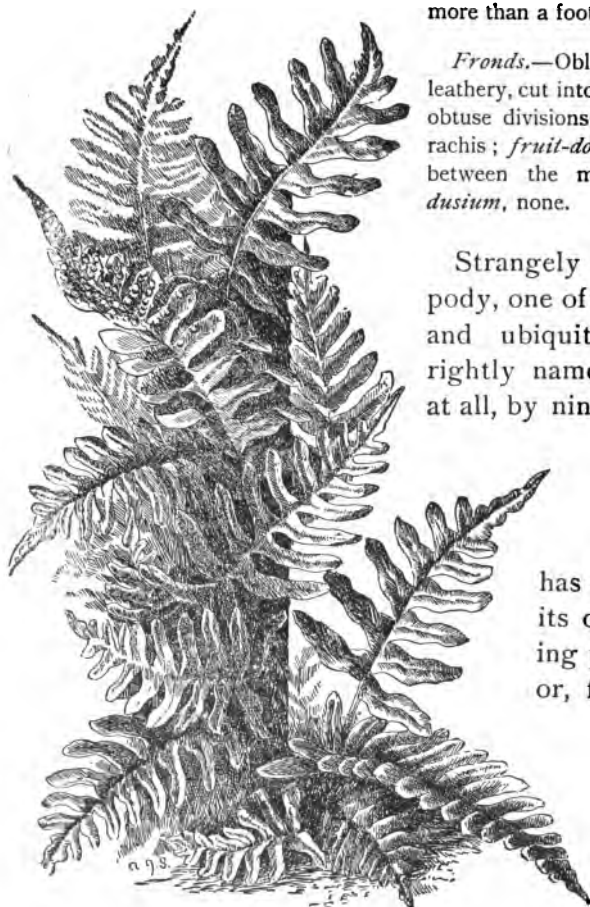 more than a foot
Fronds.—Obl
leathery, cut into
obtuse divisions
rachis ; fruit-do
between the m
dusium, none.
Strangely
pody, one of
and ubiquit
rightly name
at all, by nin
has
its o
ing
or, f